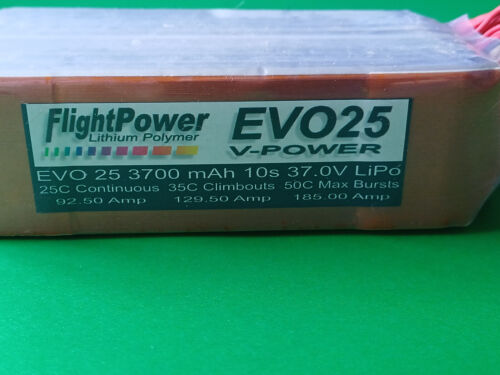 FlightPower
Lithium Polymer
EVO25
V-POWER
EVO 25 3700 mAh 10s 37.0V LiPo
25C Continuous 35C Climbouts 50C Max Bursts
92.50 Amp 129.50 Amp 185.00 Amp